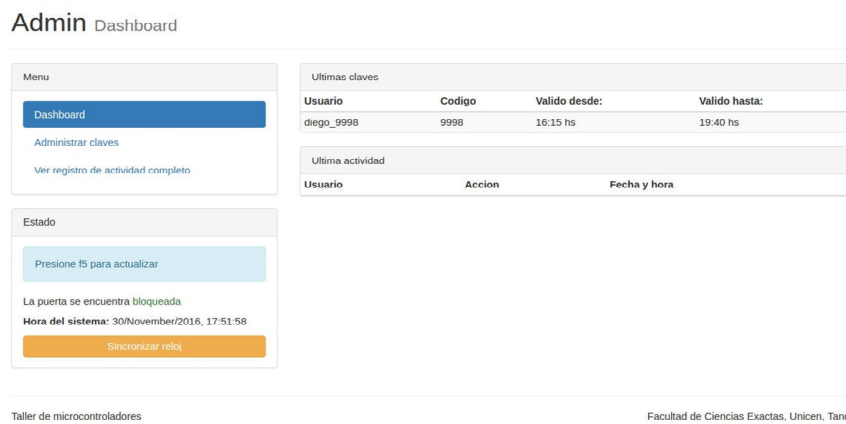 Admin Dashboard
Menu
Dashboard
Administrar claves
Ver registro de actividad completo
Estado
Presione f5 para actualizar
La puerta se encuentra bloqueada
Hora del sistema: 30/November/2016, 17:51:58
Sincronizar reloj
Ultimas claves
Usuario Codigo Valido desde: Valido hasta:
diego_9998 9998 16:15 hs 19:40 hs
Ultima actividad
Usuario Accion Fecha y hora
Taller de microcontroladores
Facultad de Ciencias Exactas, Unicen,